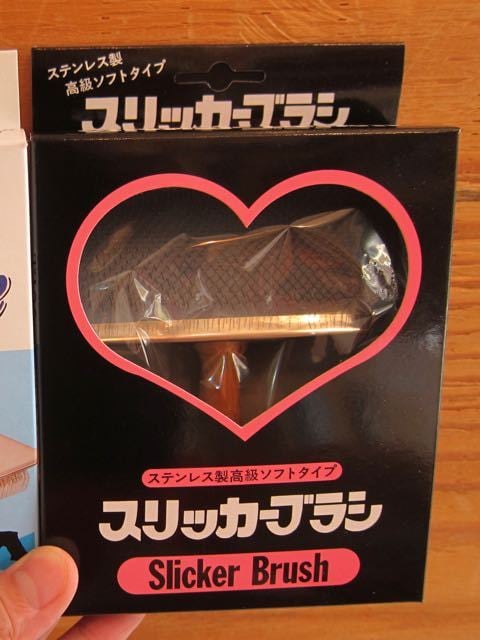 ステンレス製
高級ソフトタイプ
スリッカーブラシ
ステンレス製高級ソフトタイプ
スリッカーブラシ
Slicker Brush